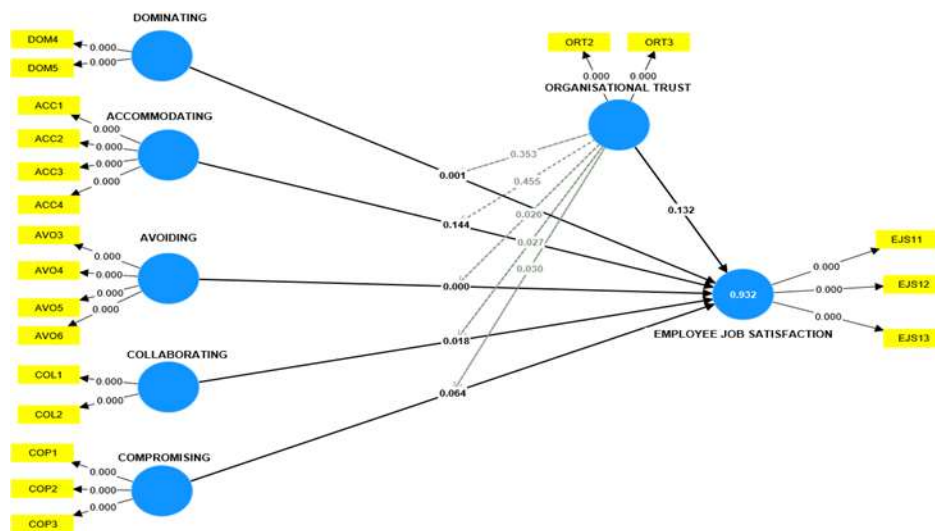 DOMINATING
DOM4
0.000
DOM5
0.000
ORT2
ORT3
0.000
0.000
ORGANISATIONAL TRUST
ACC1
ACCOMMODATING
0.000
ACC2
0.000
ACC3
0.000
0.000
ACC4
0.353
0.001
0.455
0.144
0.020
0.027
0.030
0.132
AVO3
AVOIDING
0.000
AVO4
0.000
AVO5
0.000
0.000
AVO6
0.000
EJS11
0.000
EJS12
0.000
0.932
0.000
EJS13
EMPLOYEE JOB SATISFACTION
COLLABORATING
0.018
COL1
0.000
COL2
0.000
0.064
COP1
COMPROMISING
0.000
COP2
0.000
0.000
COP3